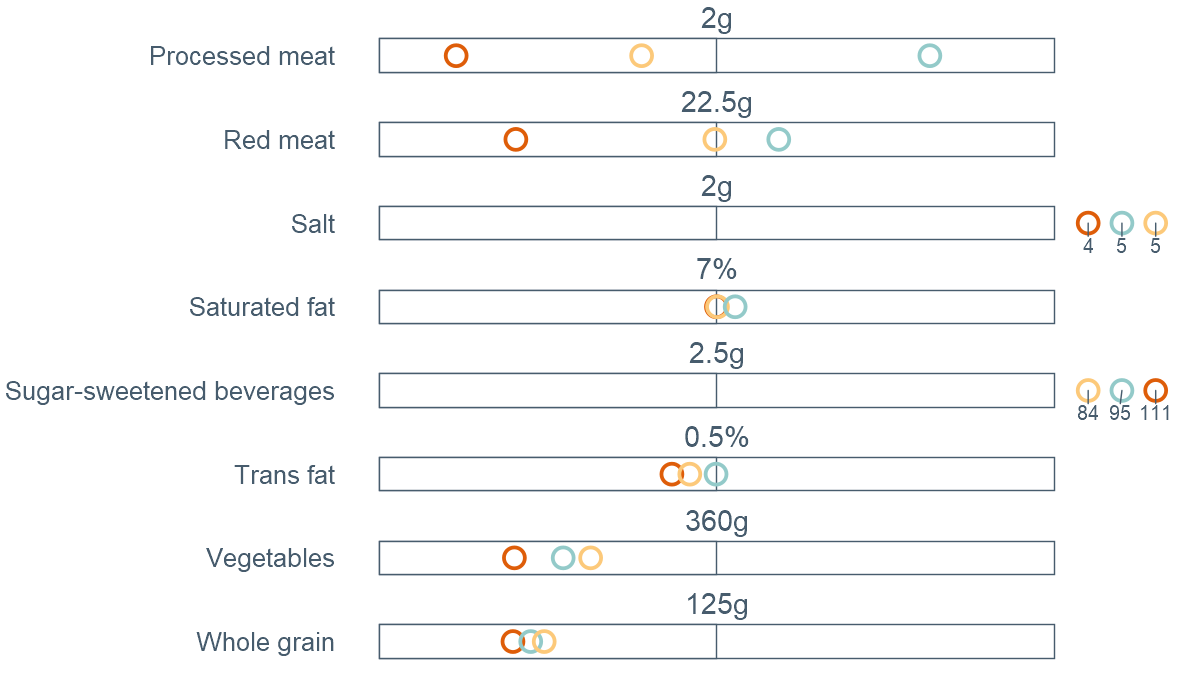 2g
Processed meat
22.5g
Red meat
2g
Salt
4 5 5
7%
Saturated fat
2.5g
Sugar-sweetened beverages
84 95 111
0.5%
Trans fat
360g
Vegetables
125g
Whole grain